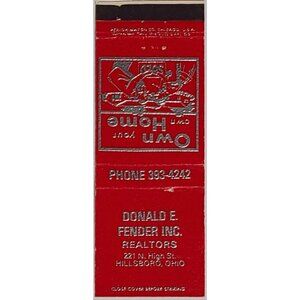 Own
your
own
Home
PHONE 393-4242
DONALD E.
FENDER INC.
REALTORS
221 N. High St.
HILLSBORO, OHIO
CLOSE COVER BEFORE STRIKING